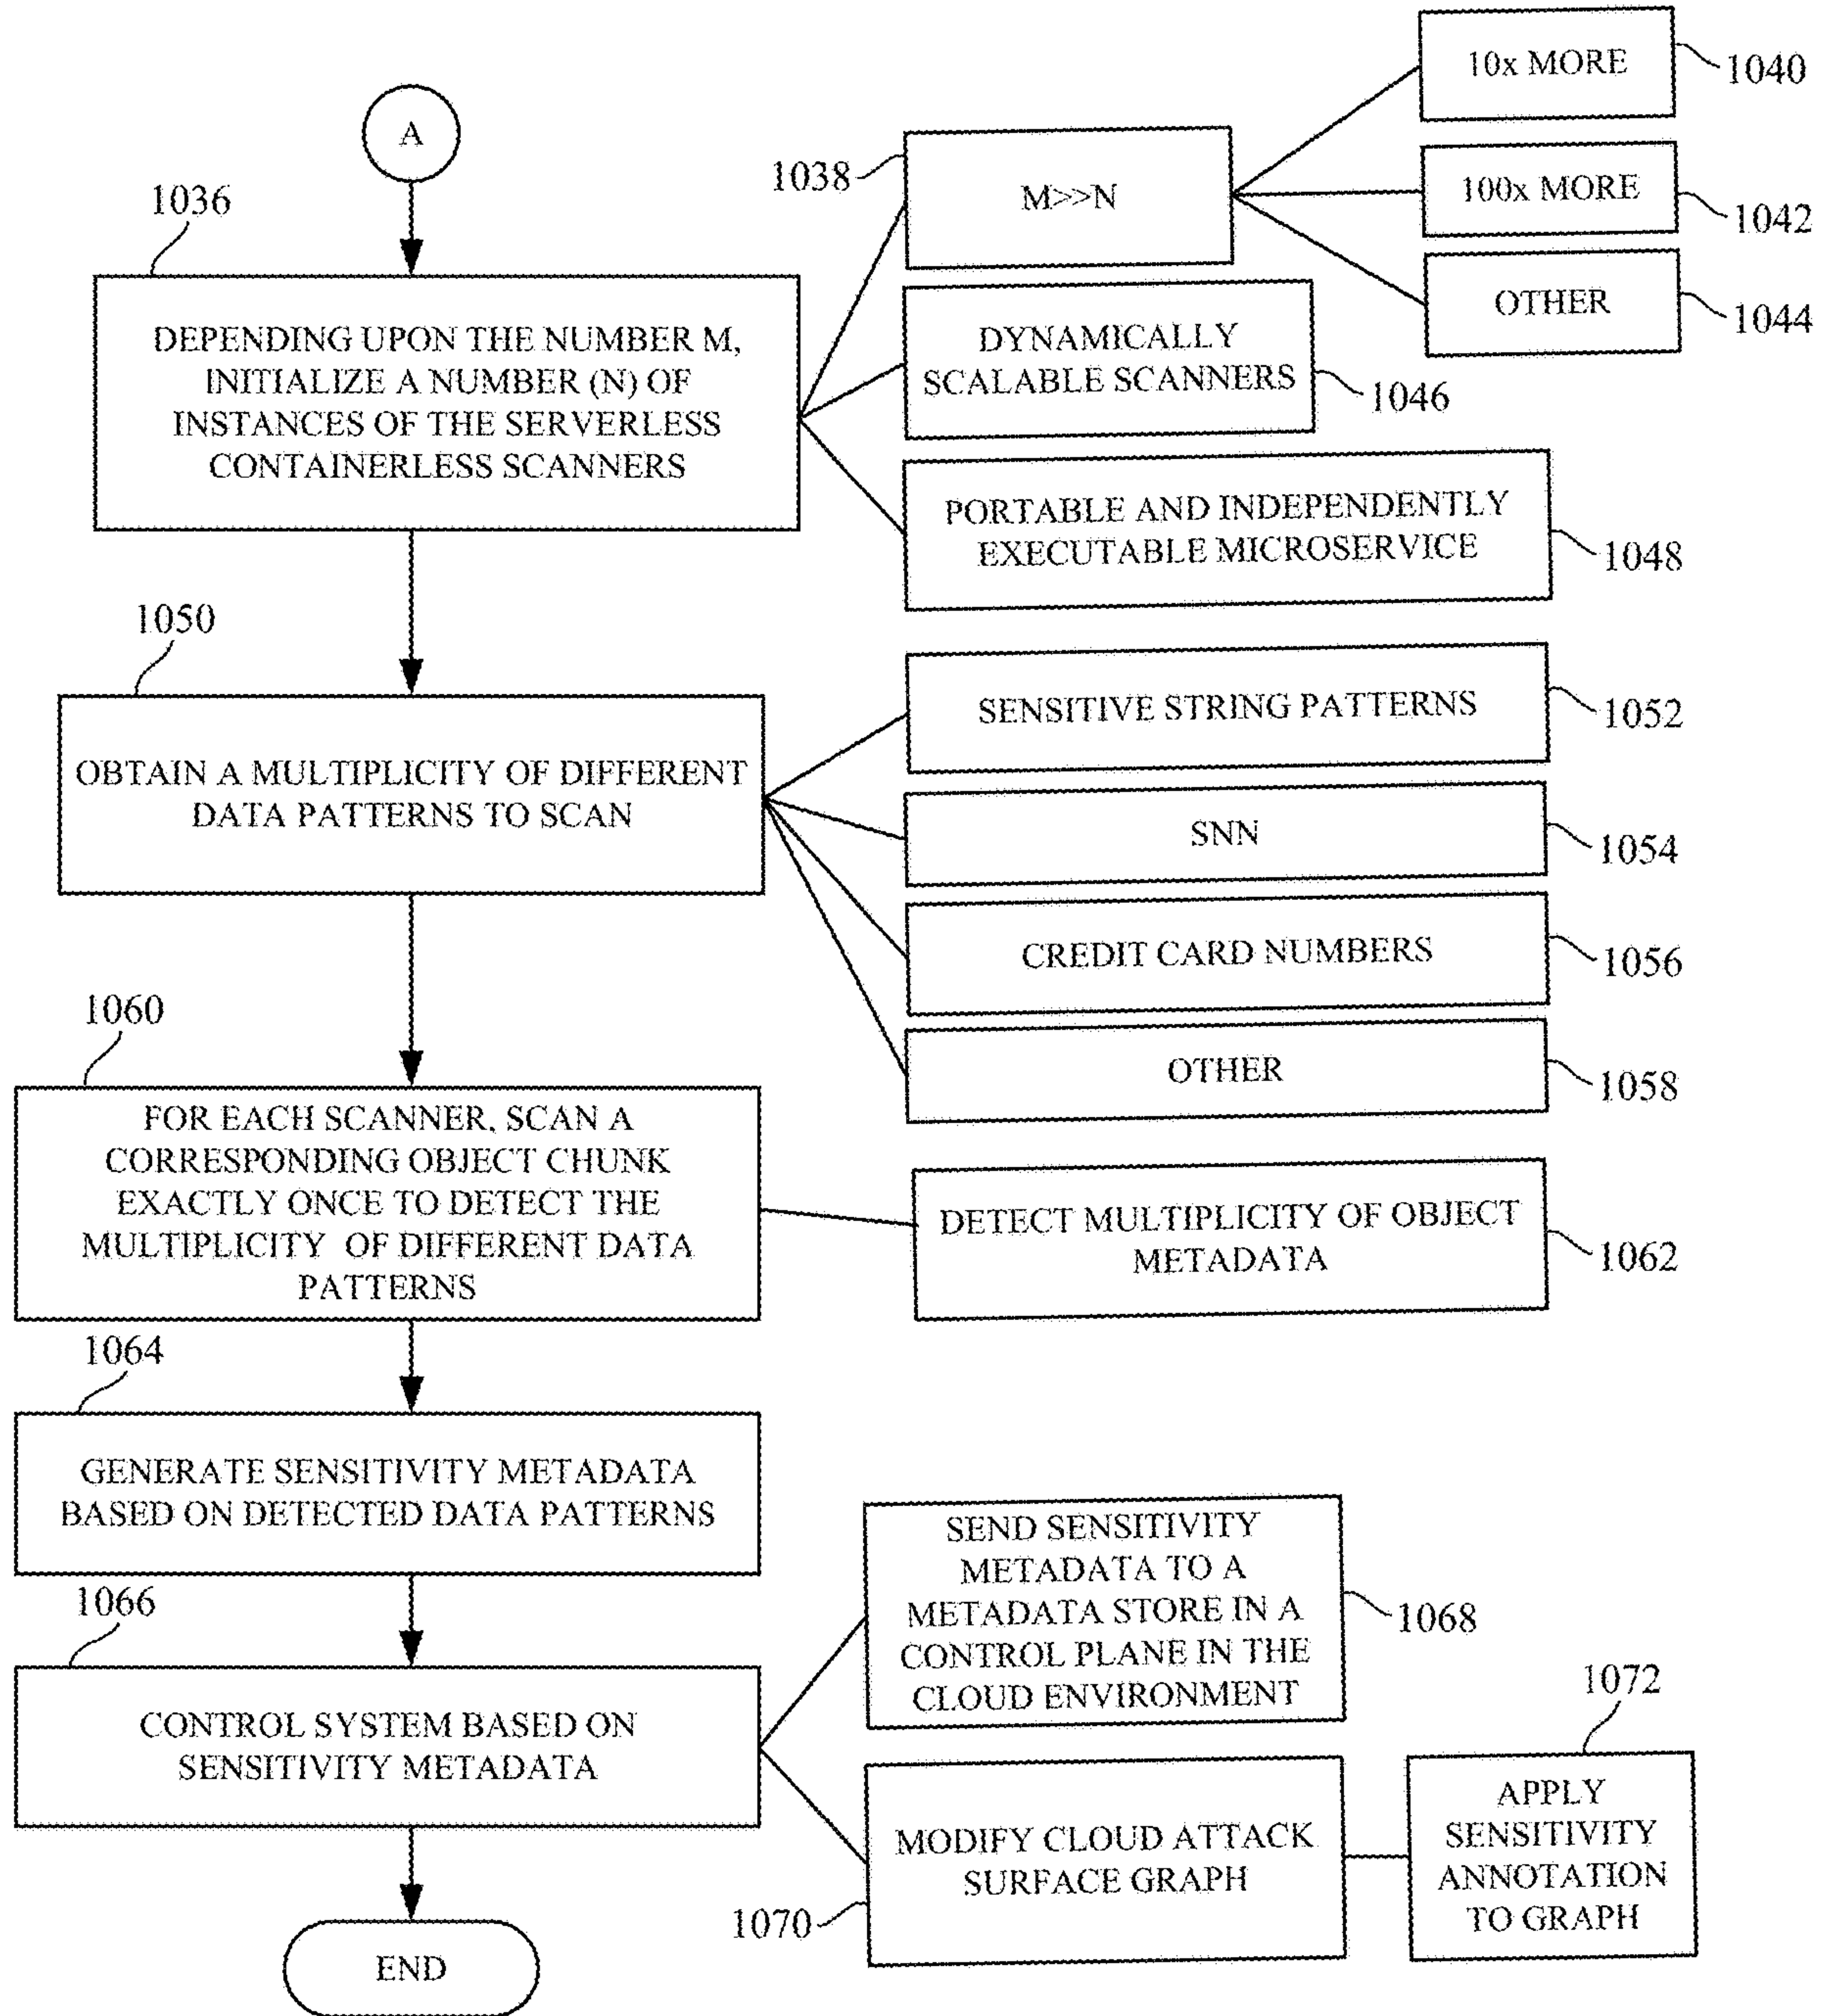 A
1036
DEPENDING UPON THE NUMBER M,
INITIALIZE A NUMBER (N) OF
INSTANCES OF THE SERVERLESS
CONTAINERLESS SCANNERS
1038
M>>N
10x MORE
1040
100x MORE
1042
OTHER
1044
DYNAMICALLY
SCALABLE SCANNERS
1046
PORTABLE AND INDEPENDENTLY
EXECUTABLE MICROSERVICE
1048
1050
OBTAIN A MULTIPLICITY OF DIFFERENT
DATA PATTERNS TO SCAN
SENSITIVE STRING PATTERNS
1052
SNN
1054
CREDIT CARD NUMBERS
1056
OTHER
1058
1060
FOR EACH SCANNER, SCAN A
CORRESPONDING OBJECT CHUNK
EXACTLY ONCE TO DETECT THE
MULTIPLICITY OF DIFFERENT DATA
PATTERNS
DETECT MULTIPLICITY OF OBJECT
METADATA
1062
1064
GENERATE SENSITIVITY METADATA
BASED ON DETECTED DATA PATTERNS
1066
CONTROL SYSTEM BASED ON
SENSITIVITY METADATA
SEND SENSITIVITY
METADATA TO A
METADATA STORE IN A
CONTROL PLANE IN THE
CLOUD ENVIRONMENT
1068
MODIFY CLOUD ATTACK
SURFACE GRAPH
1070
1072
APPLY
SENSITIVITY
ANNOTATION
TO GRAPH
END